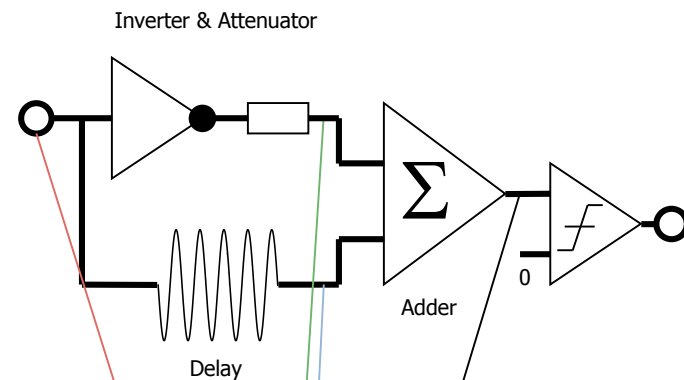 Inverter & Attenuator
Σ
0
Adder
Delay